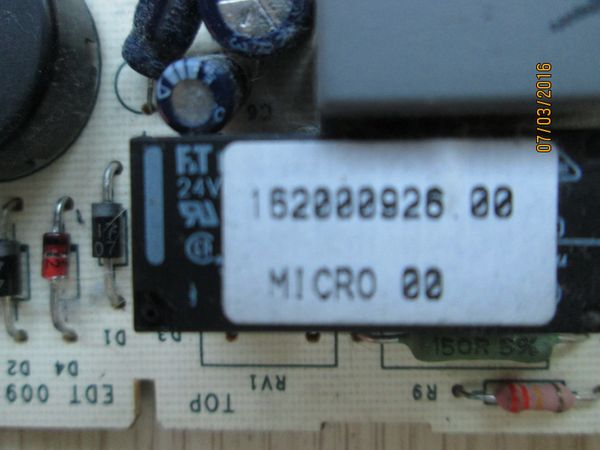 07/03/2016
C6
24V
162000926.00
MICRO 00
150R 5%
D1
D3
D2
D4
RV1
R9
EDT 009
TOP